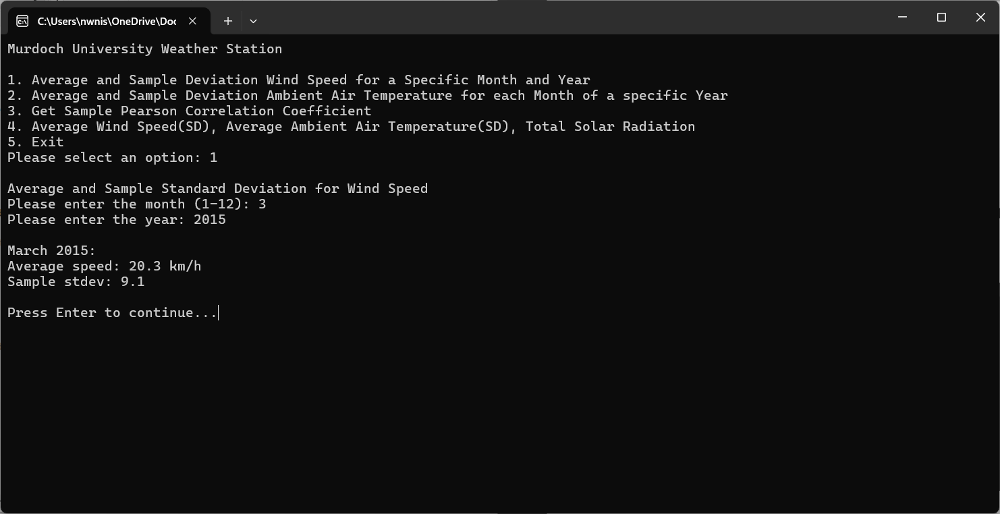 C:\Users\nwnis\OneDrive\Doc
Murdoch University Weather Station
1. Average and Sample Deviation Wind Speed for a Specific Month and Year
2. Average and Sample Deviation Ambient Air Temperature for each Month of a specific Year
3. Get Sample Pearson Correlation Coefficient
4. Average Wind Speed(SD), Average Ambient Air Temperature(SD), Total Solar Radiation
5. Exit
Please select an option: 1
Average and Sample Standard Deviation for Wind Speed
Please enter the month (1-12): 3
Please enter the year: 2015
March 2015:
Average speed: 20.3 km/h
Sample stdev: 9.1
Press Enter to continue...